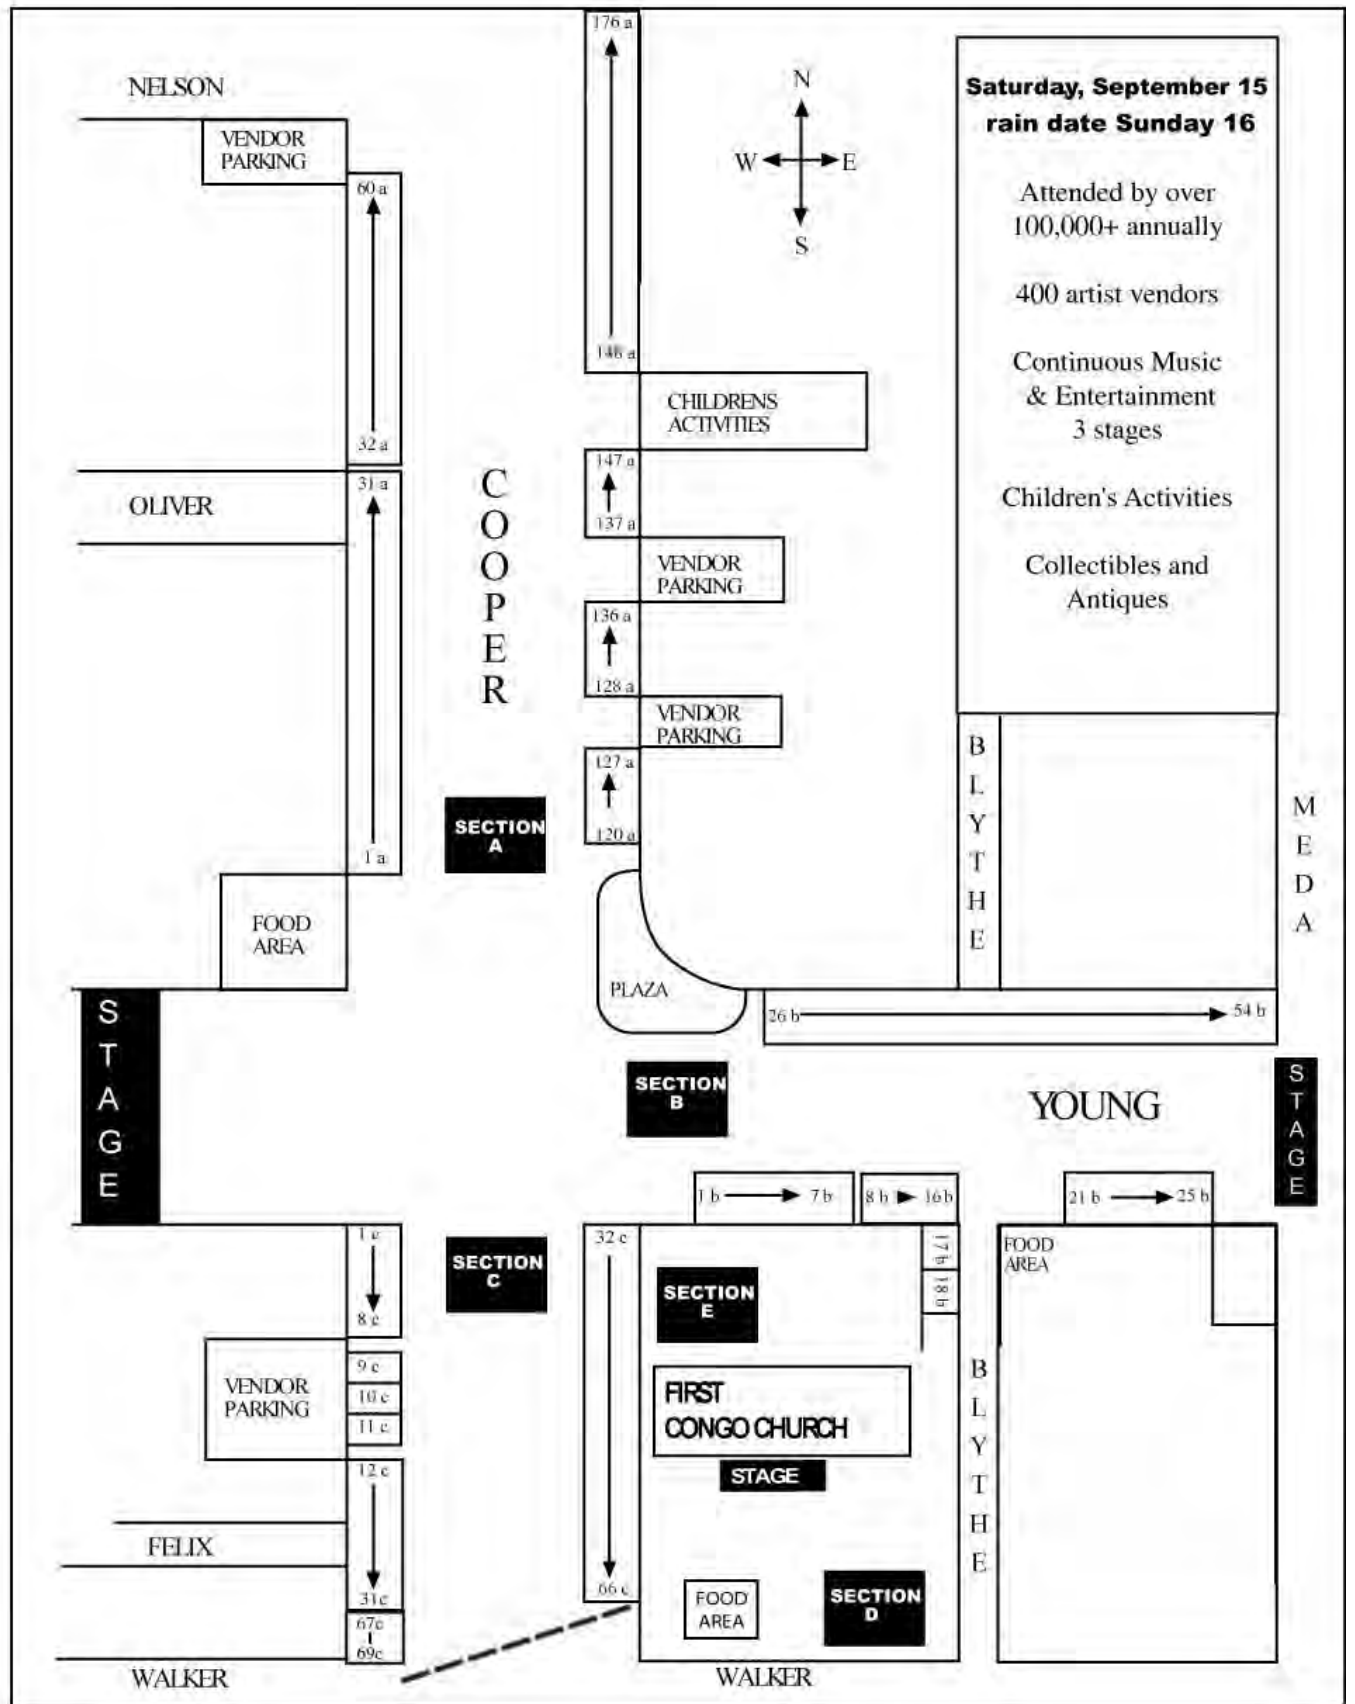 176 a
NELSON
N
W
E
S
Saturday, September 15
rain date Sunday 16
Attended by over
100,000+ annually
400 artist vendors
Continuous Music
& Entertainment
3 stages
Children's Activities
Collectibles and
Antiques
VENDOR
PARKING
60 a
148 a
CHILDRENS
ACTIVITIES
32 a
147 a
31 a
OLIVER
COOPER
137 a
VENDOR
PARKING
136 a
128 a
VENDOR
PARKING
127 a
BLYTHE
MEDA
SECTION
A
120 a
1 a
FOOD
AREA
PLAZA
26 b
54 b
STAGE
SECTION
B
YOUNG
STAGE
1 b
7 b
8 b
16 b
21 b
25 b
1 c
8 c
SECTION
C
32 c
SECTION
E
17 b
18 b
FOOD
AREA
9 c
10 c
11 c
VENDOR
PARKING
FIRST
CONGO CHURCH
STAGE
BLYTHE
12 c
FELIX
31c
66 c
FOOD
AREA
SECTION
D
67c
69c
WALKER
WALKER